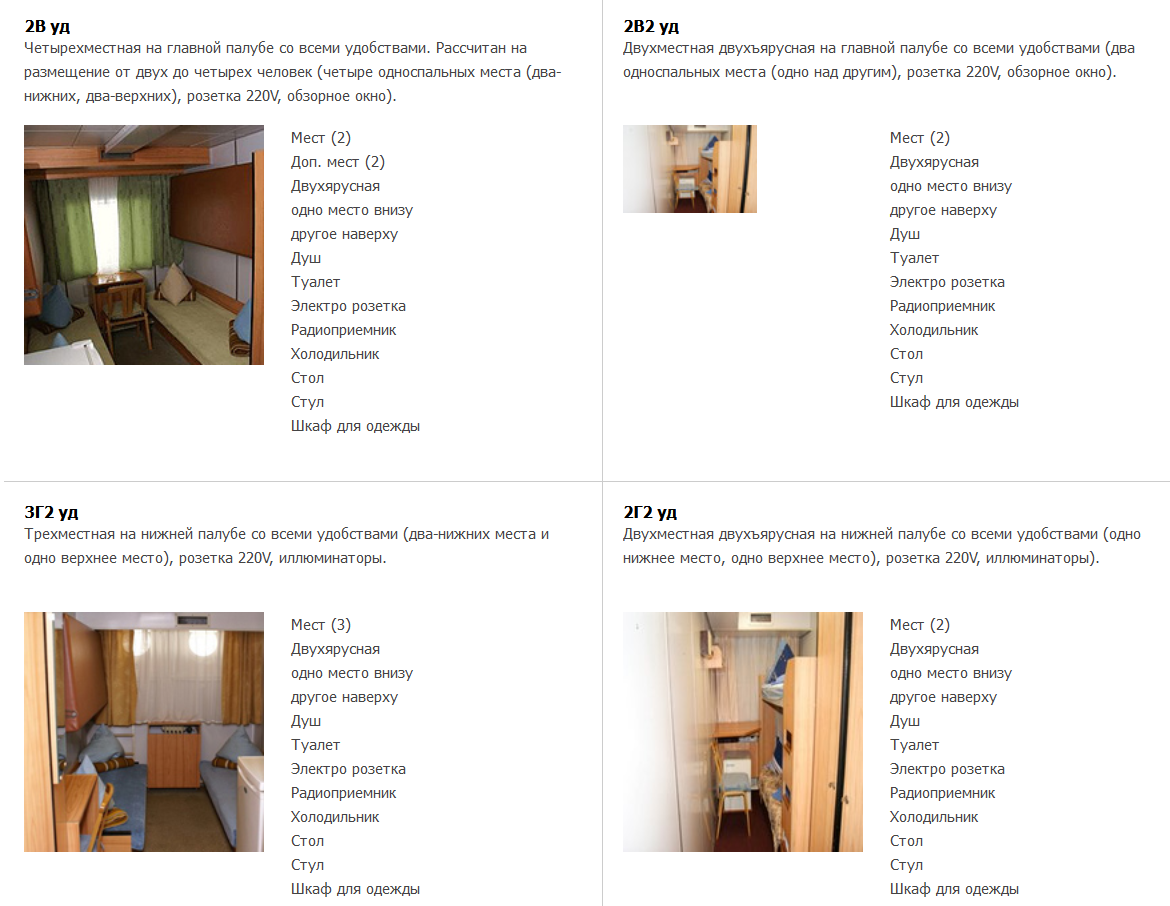 2В уд
Четырехместная на главной палубе со всеми удобствами. Рассчитан на
размещение от двух до четырех человек (четыре односпальных места (два-
нижних, два-верхних), розетка 220V, обзорное окно).
Мест (2)
Доп. мест (2)
Двухярусная
одно место внизу
другое наверху
Душ
Туалет
Электро розетка
Радиоприемник
Холодильник
Стол
Стул
Шкаф для одежды
2В2 уд
Двухместная двухъярусная на главной палубе со всеми удобствами (два
односпальных места (одно над другим), розетка 220V, обзорное окно).
Мест (2)
Двухярусная
одно место внизу
другое наверху
Душ
Туалет
Электро розетка
Радиоприемник
Холодильник
Стол
Стул
Шкаф для одежды
3Г2 уд
Трехместная на нижней палубе со всеми удобствами (два-нижних места и
одно верхнее место), розетка 220V, иллюминаторы.
Мест (3)
Двухярусная
одно место внизу
другое наверху
Душ
Туалет
Электро розетка
Радиоприемник
Холодильник
Стол
Стул
Шкаф для одежды
2Г2 уд
Двухместная двухъярусная на нижней палубе со всеми удобствами (одно
нижнее место, одно верхнее место), розетка 220V, иллюминаторы).
Мест (2)
Двухярусная
одно место внизу
другое наверху
Душ
Туалет
Электро розетка
Радиоприемник
Холодильник
Стол
Стул
Шкаф для одежды